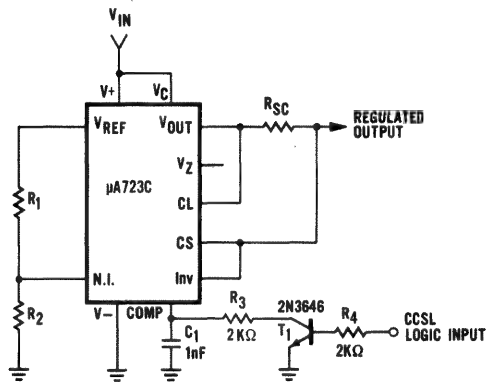 VIN
V+ VC
VREF VOUT
RSC
REGULATED
OUTPUT
VZ
R1
µA723C
CL
CS
N.I. Inv
R2
V− COMP
C1
1nF
R3
2KΩ
2N3646
T1
R4
2KΩ
CCSL
LOGIC INPUT